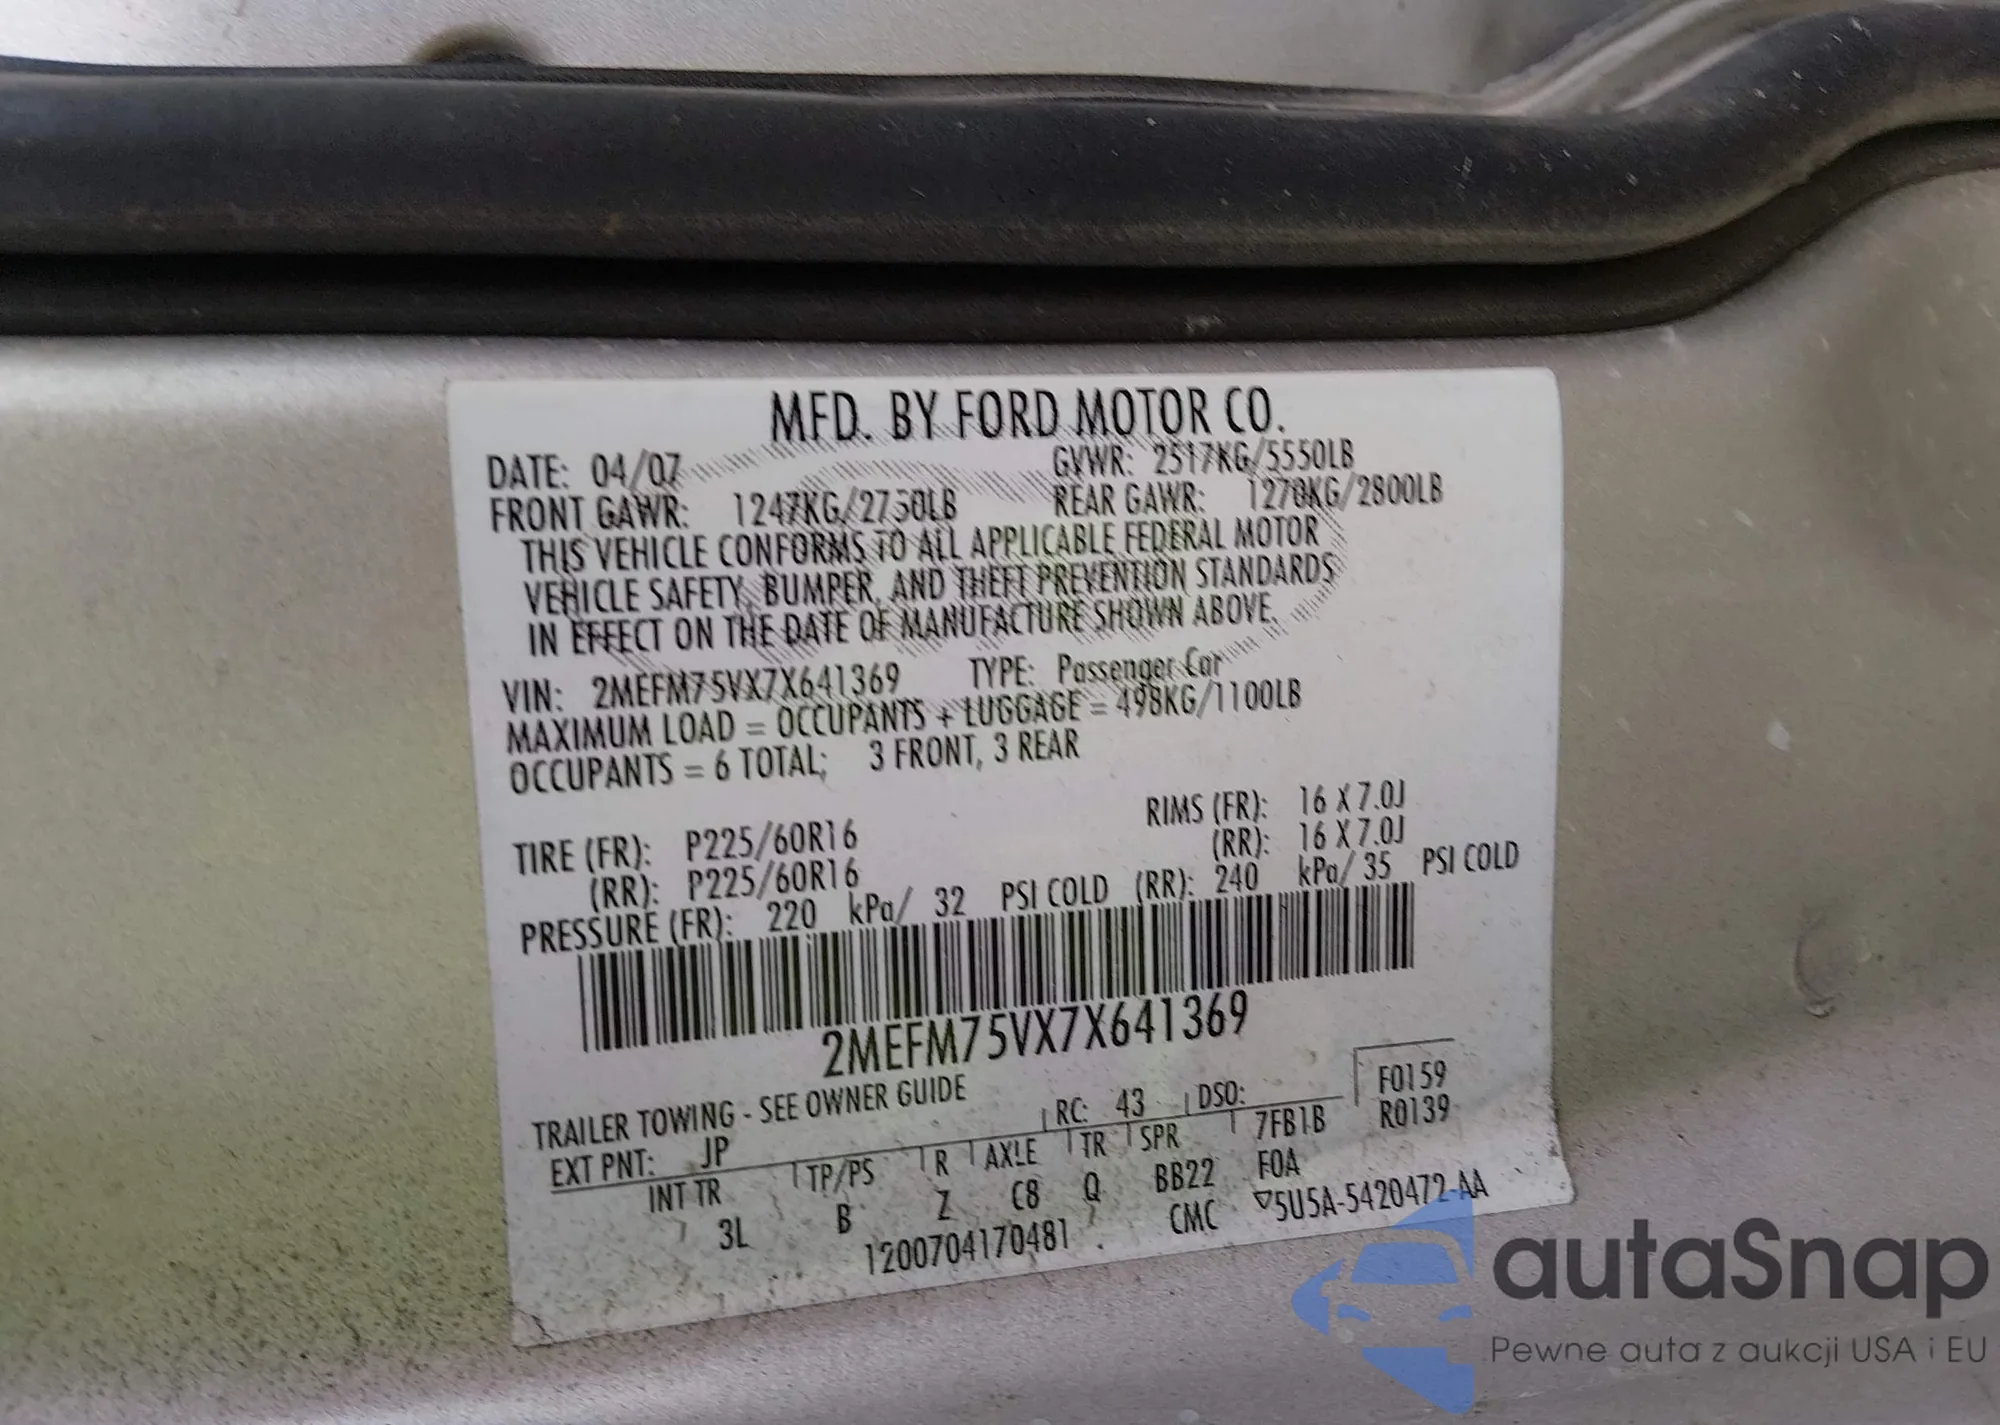 MFD. BY FORD MOTOR CO.
DATE: 04/07 GVWR: 2517KG/5550LB
FRONT GAWR: 1247KG/2750LB REAR GAWR: 1270KG/2800LB
THIS VEHICLE CONFORMS TO ALL APPLICABLE FEDERAL MOTOR
VEHICLE SAFETY, BUMPER, AND THEFT PREVENTION STANDARDS
IN EFFECT ON THE DATE OF MANUFACTURE SHOWN ABOVE.
VIN: 2MEFM75VX7X641369 TYPE: Passenger Car
MAXIMUM LOAD = OCCUPANTS + LUGGAGE = 498KG/1100LB
OCCUPANTS = 6 TOTAL; 3 FRONT, 3 REAR
TIRE (FR): P225/60R16 RIMS (FR): 16 X 7.0J
(RR): P225/60R16 (RR): 16 X 7.0J
PRESSURE (FR): 220 kPa/ 32 PSI COLD (RR): 240 kPa/ 35 PSI COLD
2MEFM75VX7X641369
TRAILER TOWING - SEE OWNER GUIDE
EXT PNT: JP RC: 43 DSO: F0159
INT TR TP/PS R AXLE TR SPR 7FB1B R0139
3L B Z C8 Q BB22 F0A
1200704170481 . CMC ▽5U5A-5420472-AA
autaSnap
Pewne auta z aukcji USA i EU